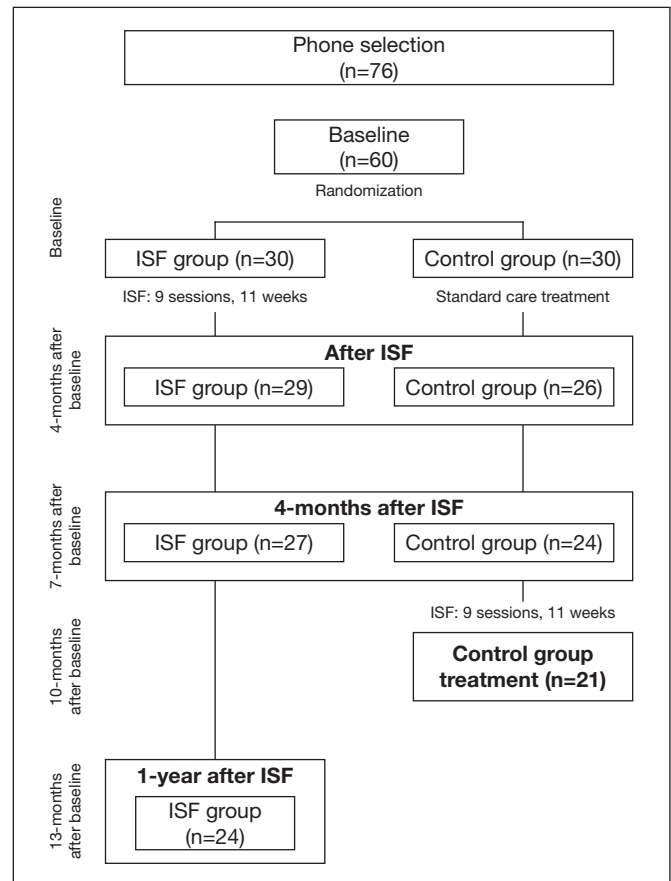 Phone selection
(n=76)
Baseline
(n=60)
Randomization
Baseline
ISF group (n=30)
Control group (n=30)
ISF: 9 sessions, 11 weeks
Standard care treatment
4-months after
baseline
After ISF
ISF group (n=29)
Control group (n=26)
7-months after
baseline
4-months after ISF
ISF group (n=27)
Control group (n=24)
ISF: 9 sessions, 11 weeks
10-months
after baseline
Control group
treatment (n=21)
13-months
after baseline
1-year after ISF
ISF group
(n=24)